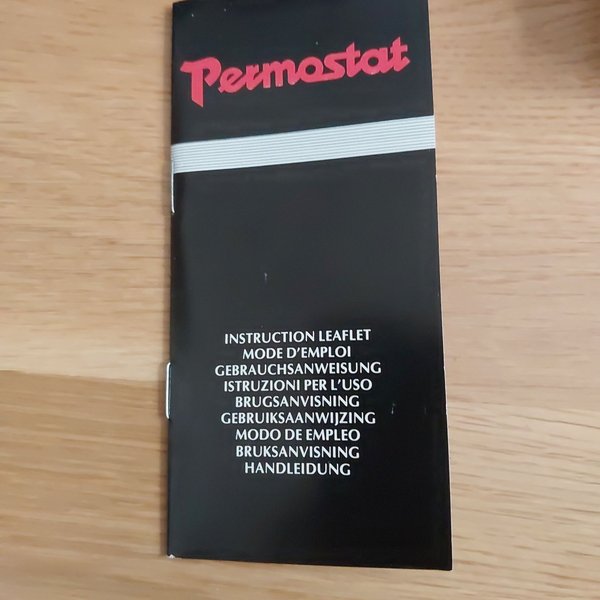 Permostat
INSTRUCTION LEAFLET
MODE D'EMPLOI
GEBRAUCHSANWEISUNG
ISTRUZIONI PER L'USO
BRUGSANVISNING
GEBRUIKSAANWIJZING
MODO DE EMPLEO
BRUKSANVISNING
HANDLEIDUNG